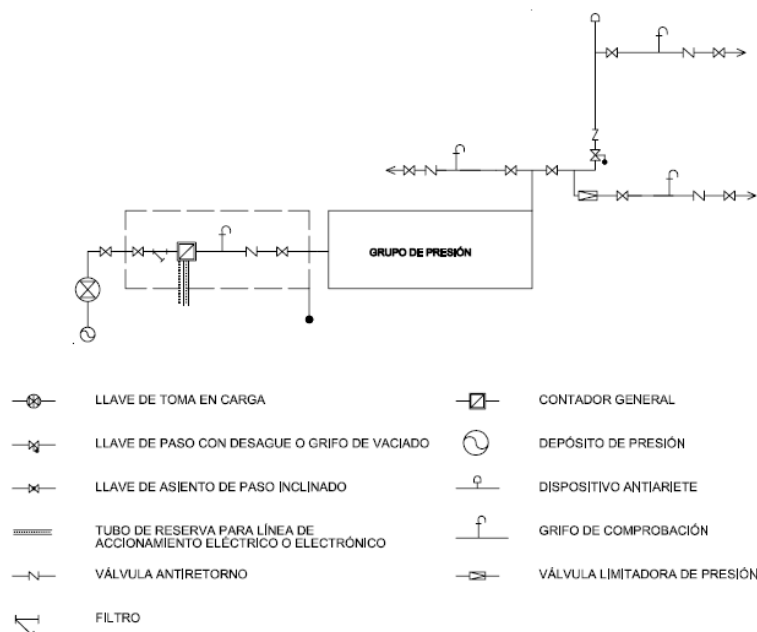 GRUPO DE PRESIÓN
LLAVE DE TOMA EN CARGA
CONTADOR GENERAL
LLAVE DE PASO CON DESAGUE O GRIFO DE VACIADO
DEPÓSITO DE PRESIÓN
LLAVE DE ASIENTO DE PASO INCLINADO
DISPOSITIVO ANTIARIETE
TUBO DE RESERVA PARA LÍNEA DE
ACCIONAMIENTO ELÉCTRICO O ELECTRÓNICO
GRIFO DE COMPROBACIÓN
VÁLVULA ANTIRETORNO
VÁLVULA LIMITADORA DE PRESIÓN
FILTRO